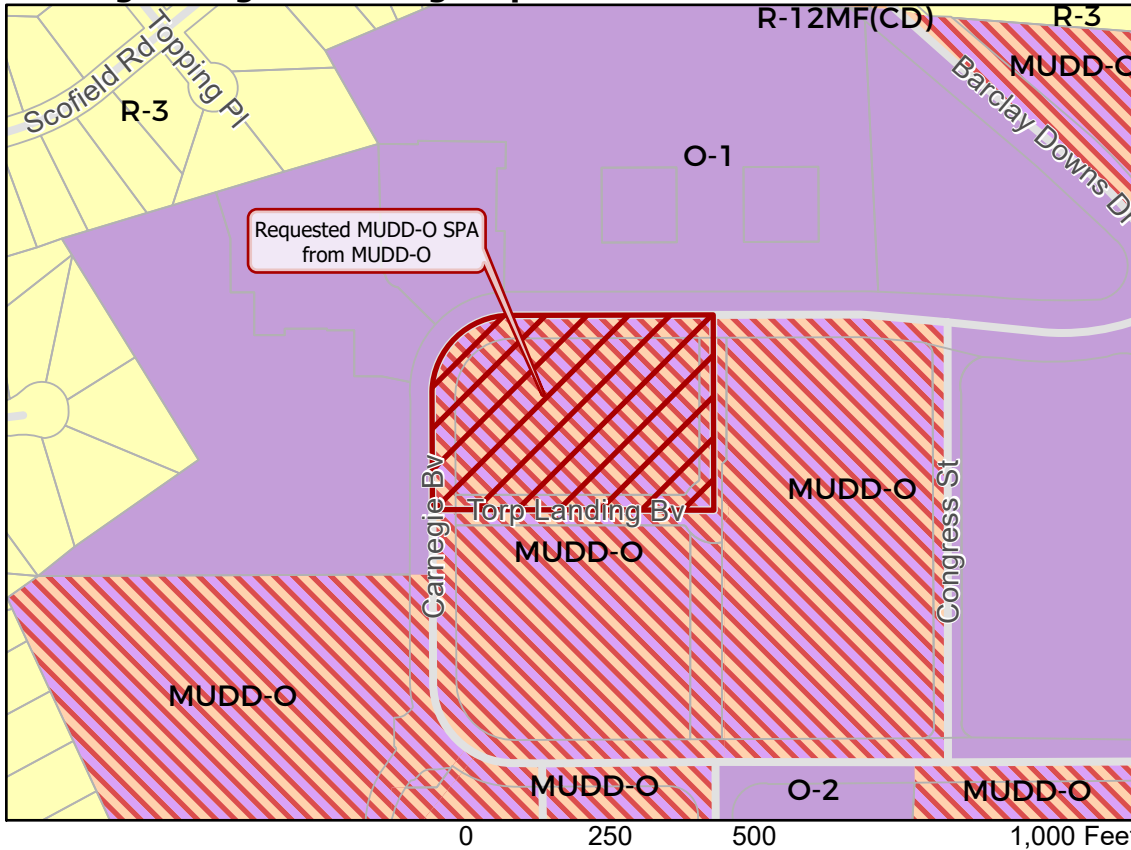 R-12MF(CD)
R-3
MUDD-O
Topping Pl
Scofield Rd
R-3
Barclay Downs Dr
O-1
Requested MUDD-O SPA
from MUDD-O
MUDD-O
Torp Landing Bv
MUDD-O
Carnegie Bv
Congress St
MUDD-O
MUDD-O
O-2
MUDD-O
0 250 500 1,000 Feet